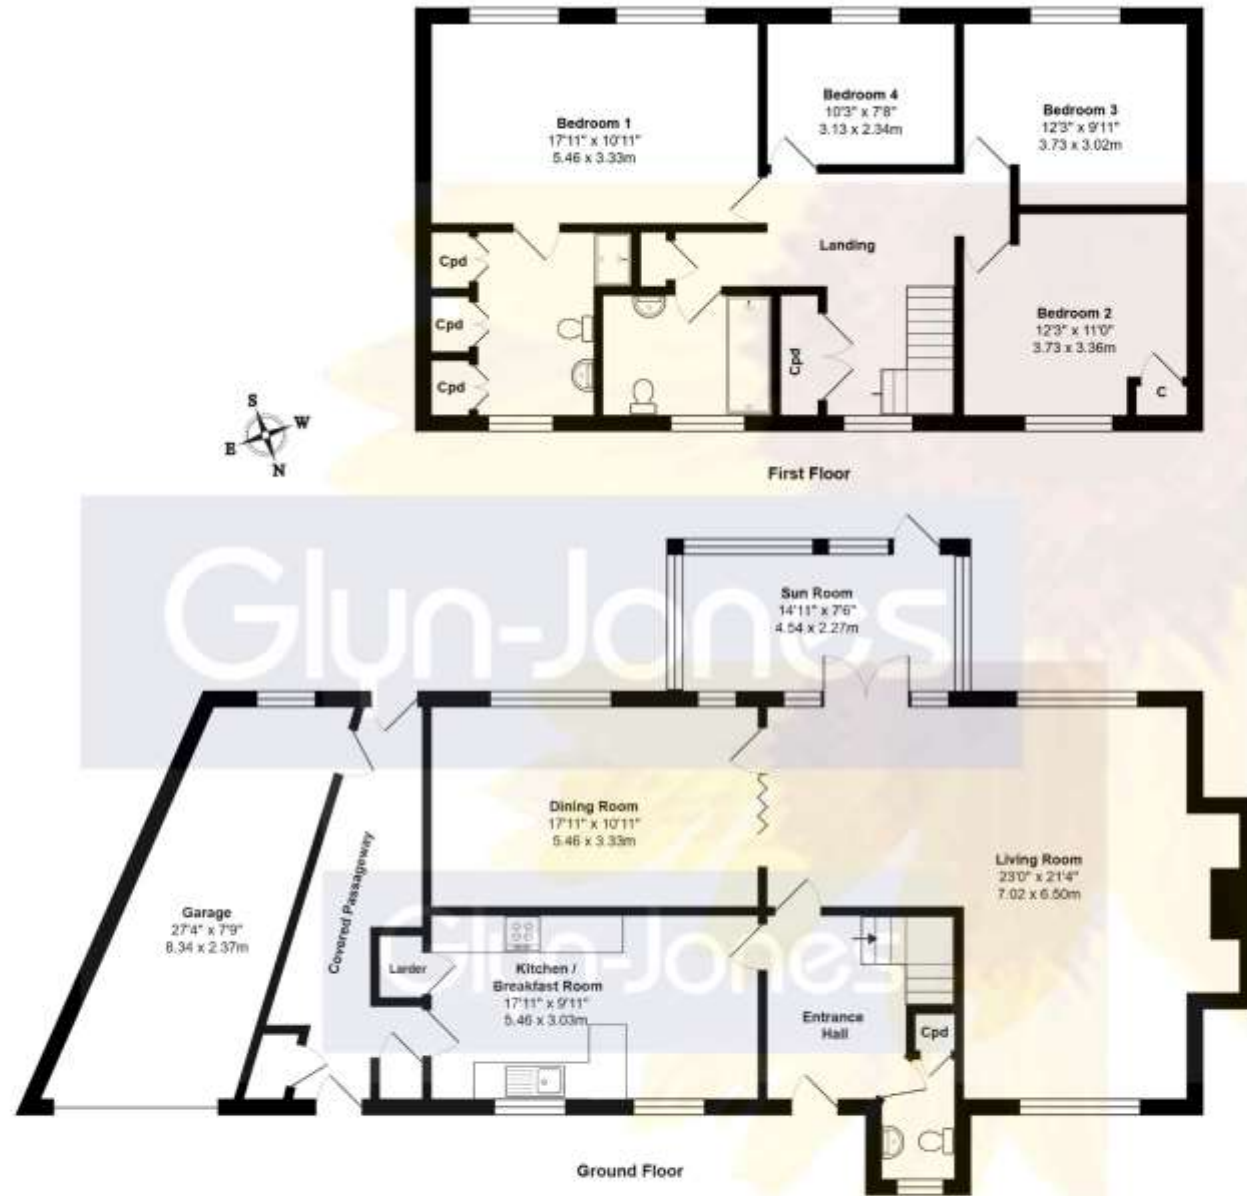 Bedroom 1
17'11" x 10'11"
5.46 x 3.33m
Bedroom 4
10'3" x 7'8"
3.13 x 2.34m
Bedroom 3
12'3" x 9'11"
3.73 x 3.02m
Landing
Cpd
Cpd
Cpd
Cpd
Bedroom 2
12'3" x 11'0"
3.73 x 3.36m
C
S
W
E
N
First Floor
Glyn-Jones
Sun Room
14'11" x 7'6"
4.54 x 2.27m
Dining Room
17'11" x 10'11"
5.46 x 3.33m
Living Room
23'0" x 21'4"
7.02 x 6.50m
Garage
27'4" x 7'9"
8.34 x 2.37m
Covered Passageway
Glyn-Jones
Larder
Kitchen /
Breakfast Room
17'11" x 9'11"
5.46 x 3.03m
Entrance
Hall
Cpd
Ground Floor